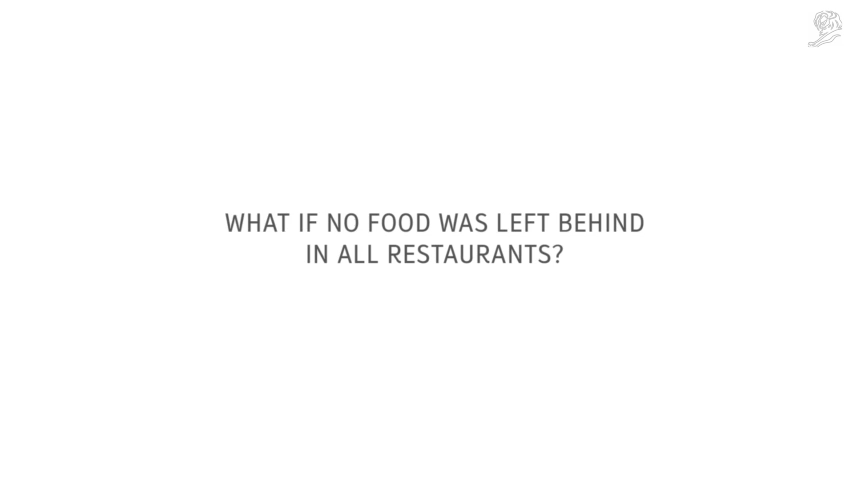 WHAT IF NO FOOD WAS LEFT BEHIND
IN ALL RESTAURANTS?